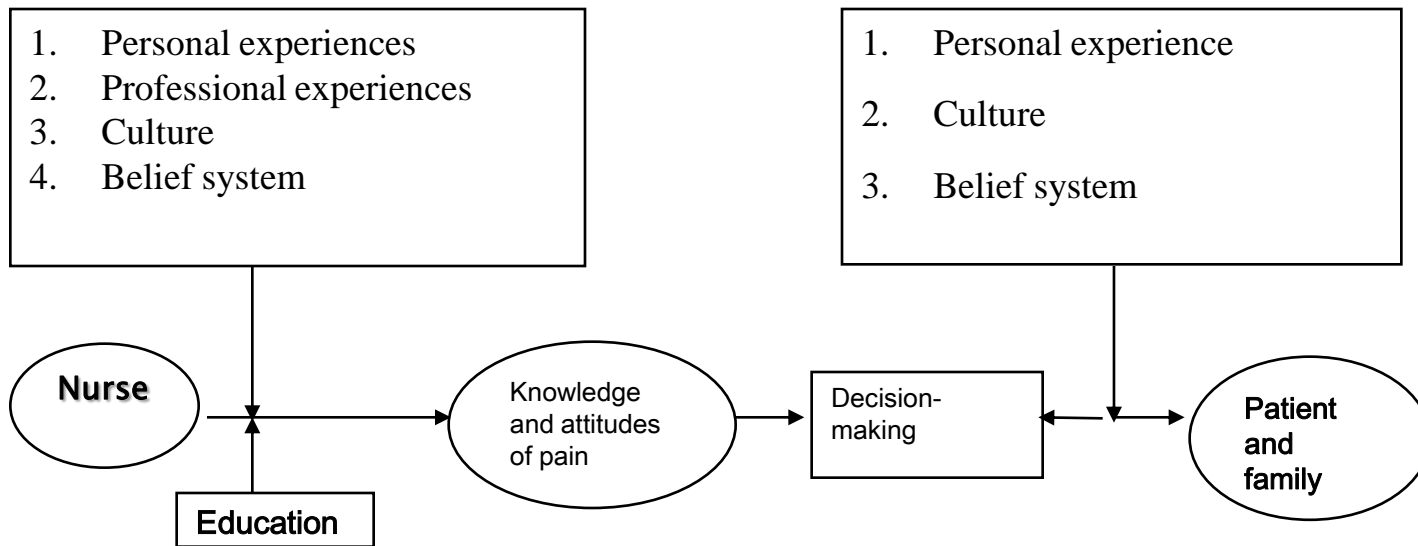 1. Personal experiences
2. Professional experiences
3. Culture
4. Belief system
1. Personal experience
2. Culture
3. Belief system
Nurse
Knowledge
and attitudes
of pain
Decision-
making
Patient
and
family
Education